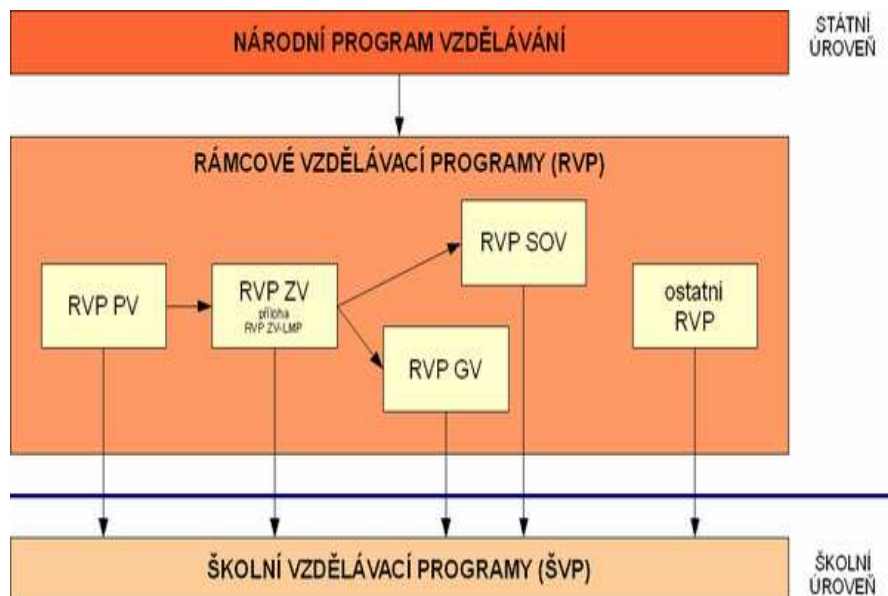 NÁRODNÍ PROGRAM VZDĚLÁVÁNÍ
STÁTNÍ
ÚROVEŇ
RÁMCOVÉ VZDĚLÁVACÍ PROGRAMY (RVP)
RVP SOV
RVP PV
RVP ZV
příloha
RVP ZV-LMP
ostatní
RVP
RVP GV
ŠKOLNÍ VZDĚLÁVACÍ PROGRAMY (ŠVP)
ŠKOLNÍ
ÚROVEŇ